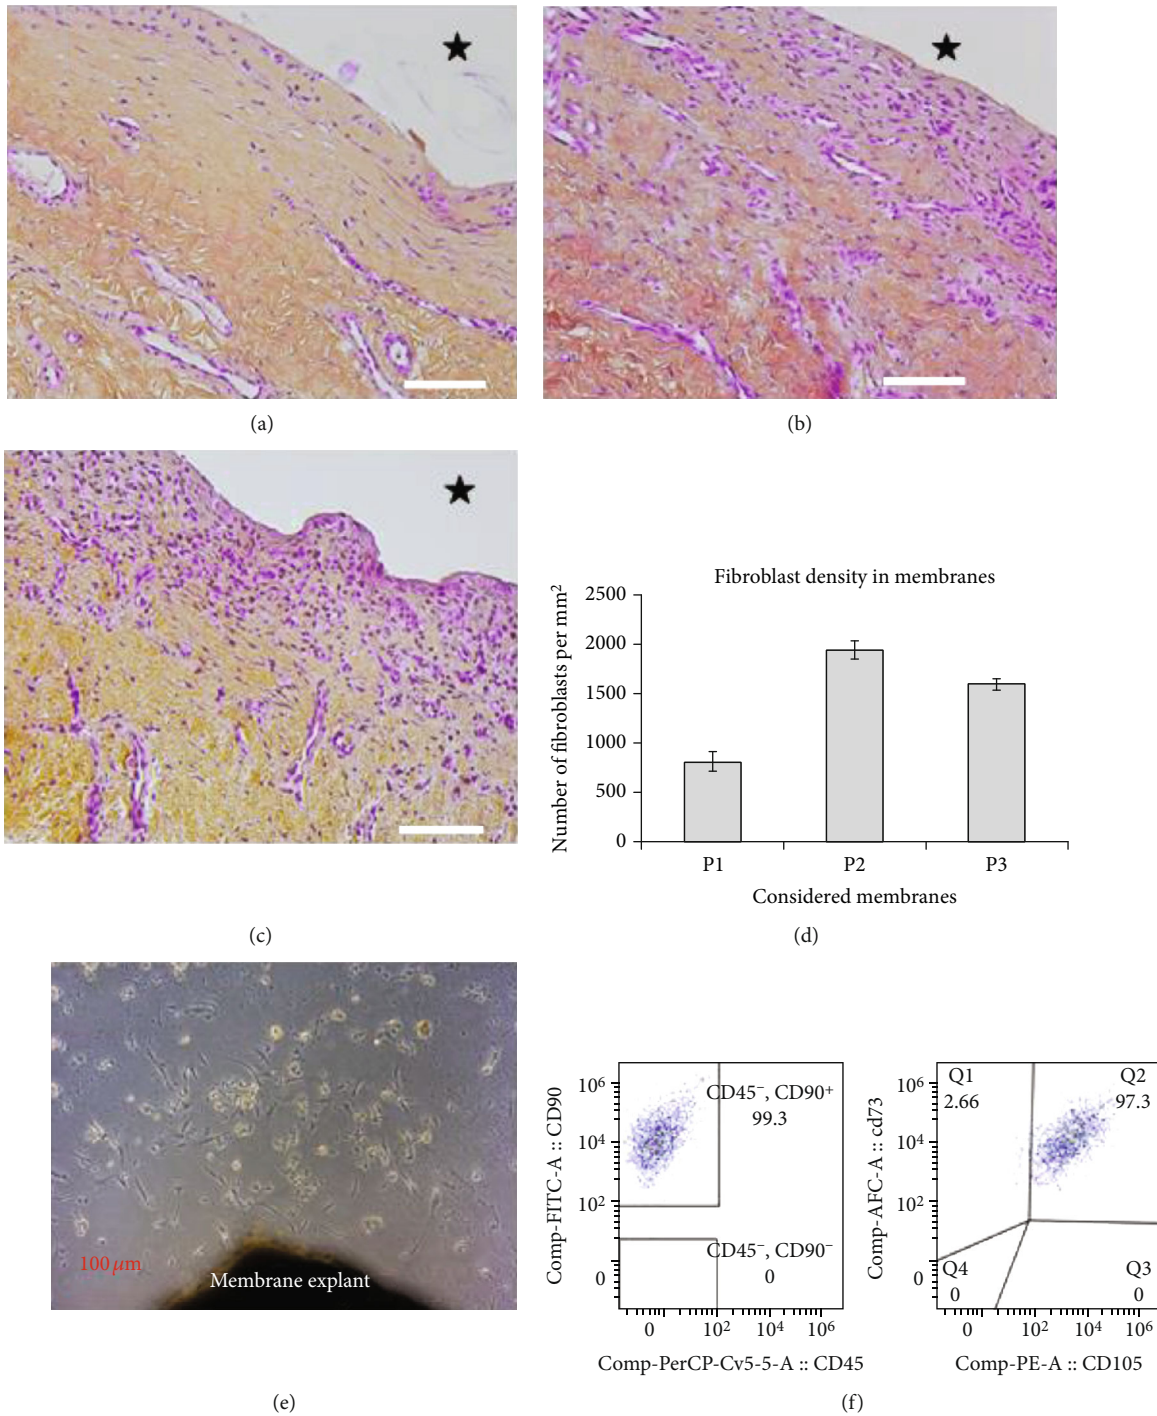 (a)
(b)
(c)
Fibroblast density in membranes
Number of fibroblasts per mm²
2500
2000
1500
1000
500
0
P1 P2 P3
Considered membranes
(d)
100 μm
Membrane explant
(e)
Comp-FITC-A :: CD90
10⁶
10⁴
10²
0
CD45⁻, CD90⁺
99.3
CD45⁻, CD90⁻
0
0 10² 10⁴ 10⁶
Comp-PerCP-Cv5-5-A :: CD45
Comp-AFC-A :: cd73
10⁶
10⁴
10²
0
Q1
2.66
Q2
97.3
Q4
0
Q3
0
0 10² 10⁴ 10⁶
Comp-PE-A :: CD105
(f)